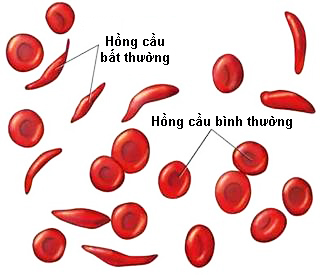 Hồng cầu
bất thường
Hồng cầu bình thường